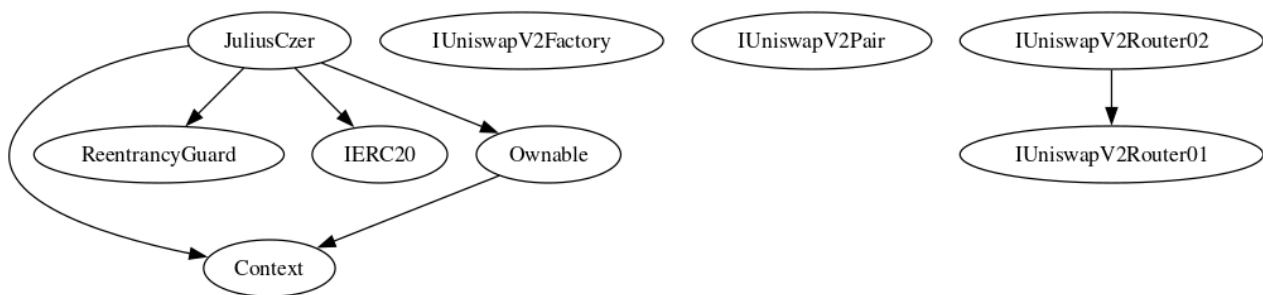 JuliusCzer
IUniswapV2Factory
IUniswapV2Pair
IUniswapV2Router02
ReentrancyGuard
IERC20
Ownable
IUniswapV2Router01
Context